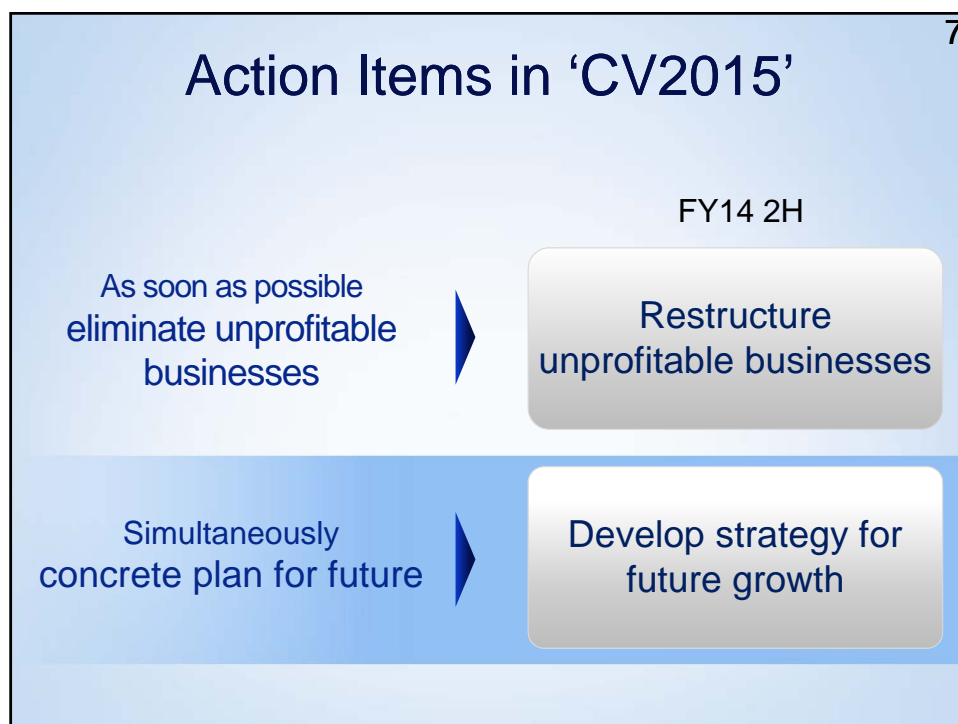 7
Action Items in ‘CV2015’
FY14 2H
As soon as possible
eliminate unprofitable
businesses
Restructure
unprofitable businesses
Simultaneously
concrete plan for future
Develop strategy for
future growth